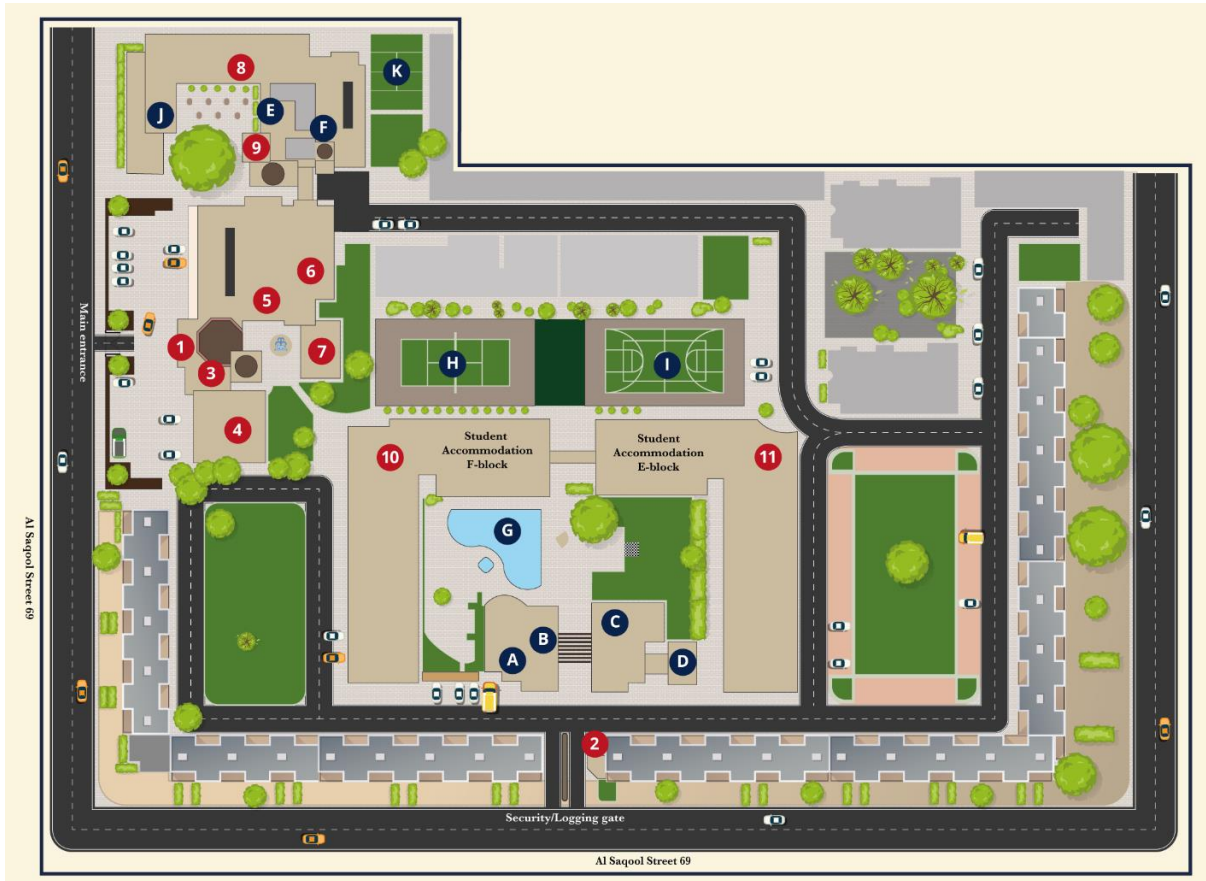 K
8
J
E
F
9
6
5
Main entrance
1
7
3
H
I
4
10
Student
Accommodation
F-block
Student
Accommodation
E-block
11
G
Al Saqool Street 69
C
B
A
D
2
Security/Logging gate
Al Saqool Street 69